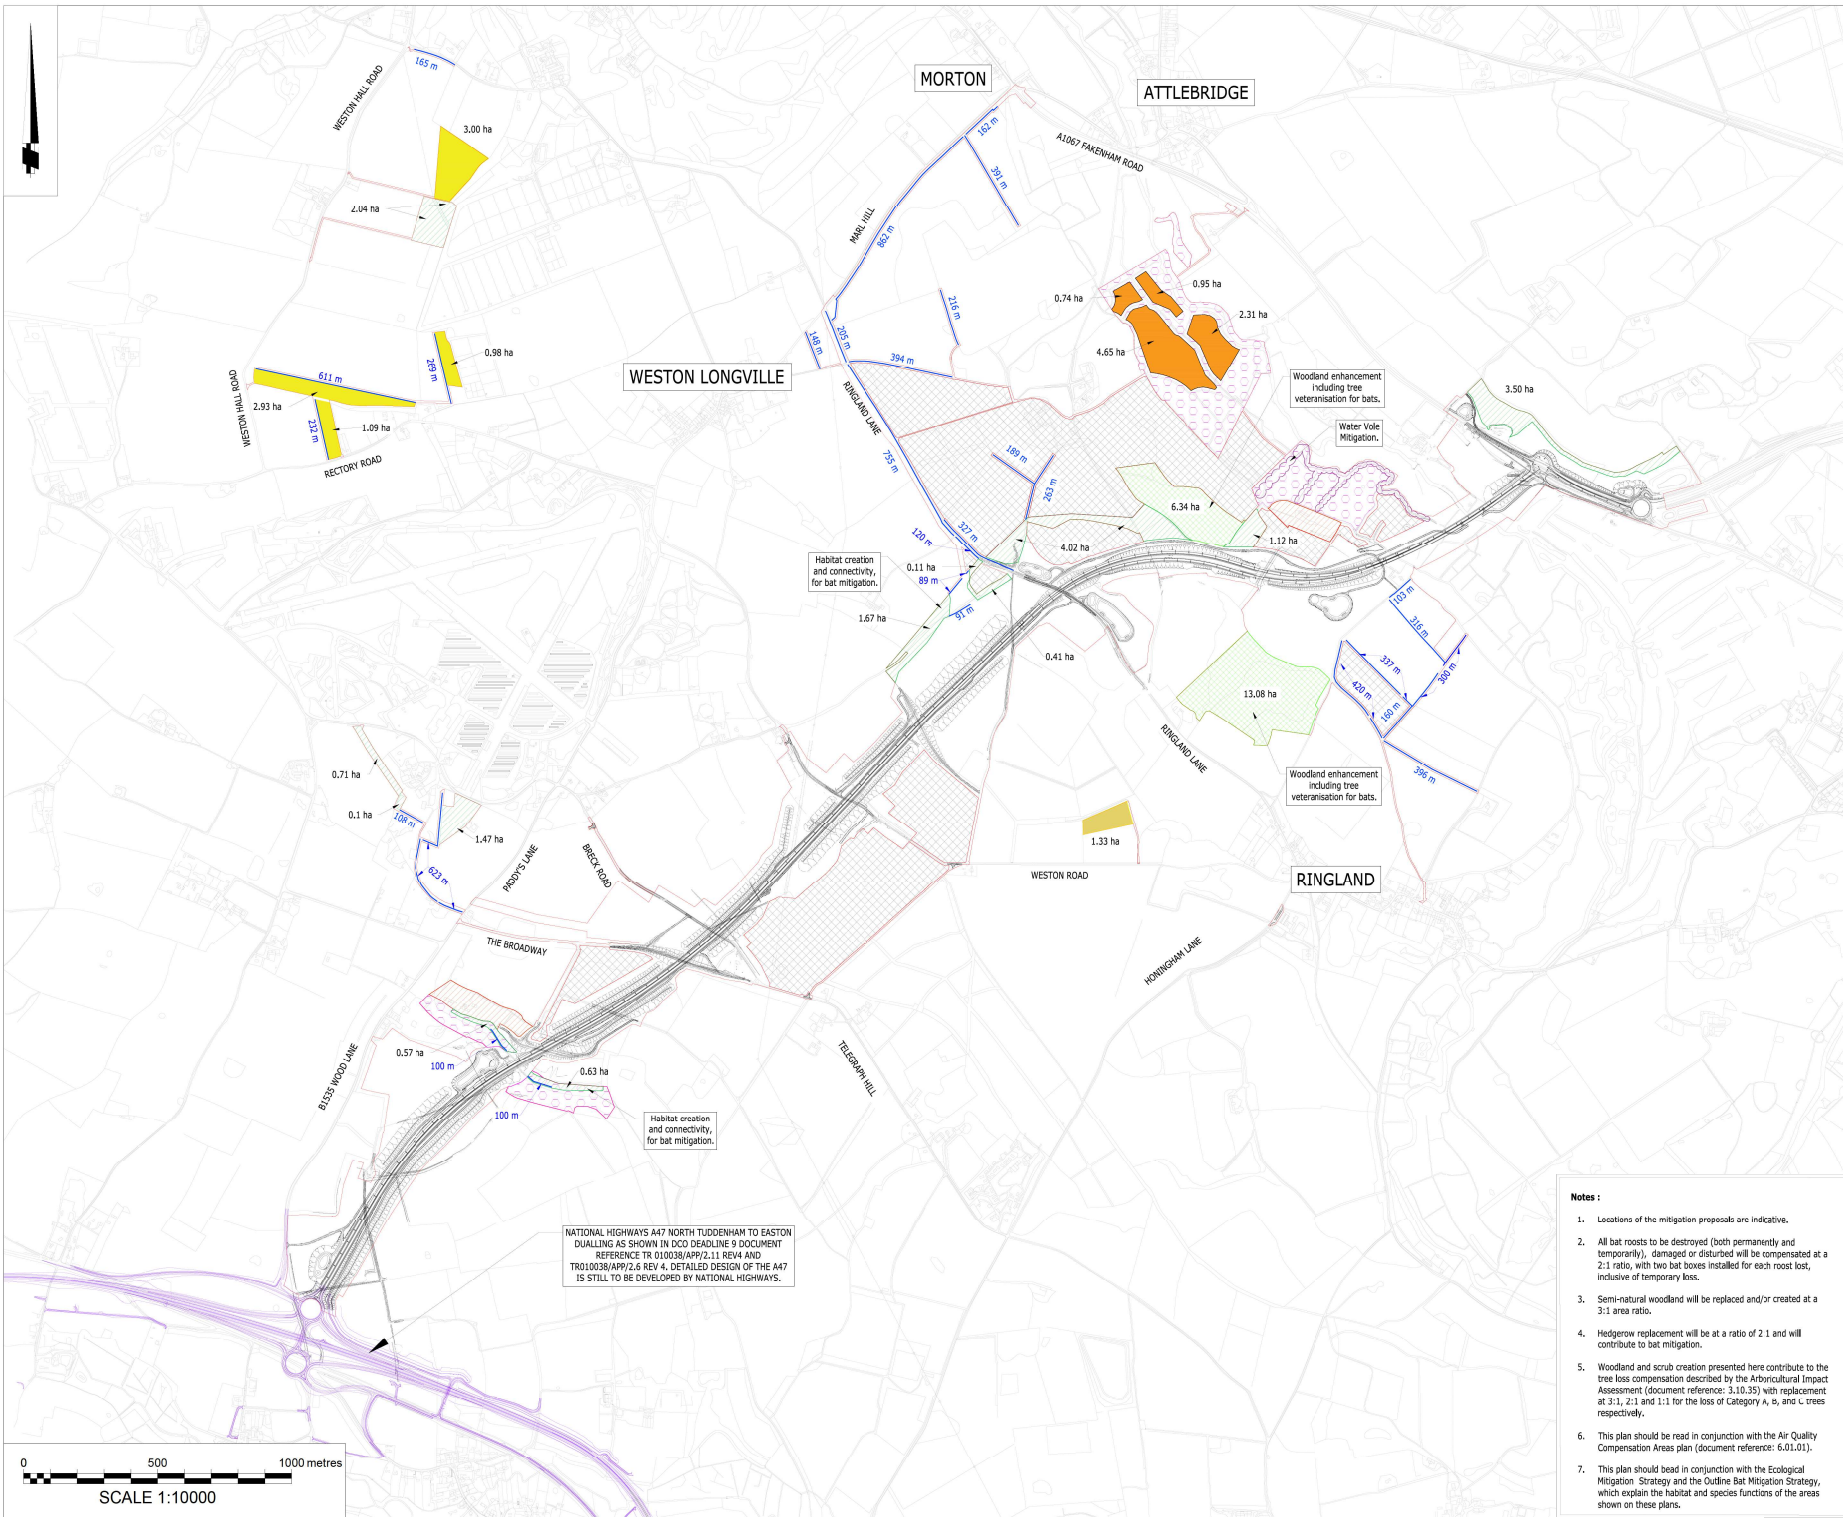 MORTON
ATTLEBRIDGE
165 m
WESTON HALL ROAD
3.00 ha
2.04 ha
162 m
391 m
A1067 FAKENHAM ROAD
MARL HILL
862 m
0.74 ha
0.95 ha
2.31 ha
4.65 ha
216 m
205 m
148 m
394 m
0.98 ha
269 m
611 m
2.93 ha
WESTON HALL ROAD
232 m
1.09 ha
RECTORY ROAD
WESTON LONGVILLE
RINGLAND LANE
755 m
Woodland enhancement
including tree
veteranisation for bats.
Water Vole
Mitigation.
3.50 ha
189 m
263 m
6.34 ha
327 m
120 m
4.02 ha
1.12 ha
Habitat creation
and connectivity,
for bat mitigation.
0.11 ha
89 m
91 m
1.67 ha
0.41 ha
103 m
316 m
337 m
300 m
420 m
160 m
396 m
13.08 ha
RINGLAND LANE
Woodland enhancement
including tree
veteranisation for bats.
0.71 ha
0.1 ha
108 m
1.47 ha
623 m
PADDY'S LANE
BRECK ROAD
1.33 ha
WESTON ROAD
RINGLAND
THE BROADWAY
HONINGHAM LANE
0.57 ha
100 m
0.63 ha
100 m
B1535 WOOD LANE
TELEGRAPH HILL
Habitat creation
and connectivity,
for bat mitigation.
NATIONAL HIGHWAYS A47 NORTH TUDDENHAM TO EASTON
DUALLING AS SHOWN IN DCO DEADLINE 9 DOCUMENT
REFERENCE TR 010038/APP/2.11 REV4 AND
TR010038/APP/2.6 REV 4. DETAILED DESIGN OF THE A47
IS STILL TO BE DEVELOPED BY NATIONAL HIGHWAYS.
Notes :
1. Locations of the mitigation proposals are indicative.
2. All bat roosts to be destroyed (both permanently and
temporarily), damaged or disturbed will be compensated at a
2:1 ratio, with two bat boxes installed for each roost lost,
inclusive of temporary loss.
3. Semi-natural woodland will be replaced and/or created at a
3:1 area ratio.
4. Hedgerow replacement will be at a ratio of 2 1 and will
contribute to bat mitigation.
5. Woodland and scrub creation presented here contribute to the
tree loss compensation described by the Arboricultural Impact
Assessment (document reference: 3.10.35) with replacement
at 3:1, 2:1 and 1:1 for the loss of Category A, B, and C trees
respectively.
6. This plan should be read in conjunction with the Air Quality
Compensation Areas plan (document reference: 6.01.01).
7. This plan should bead in conjunction with the Ecological
Mitigation Strategy and the Outline Bat Mitigation Strategy,
which explain the habitat and species functions of the areas
shown on these plans.
0 500 1000 metres
SCALE 1:10000